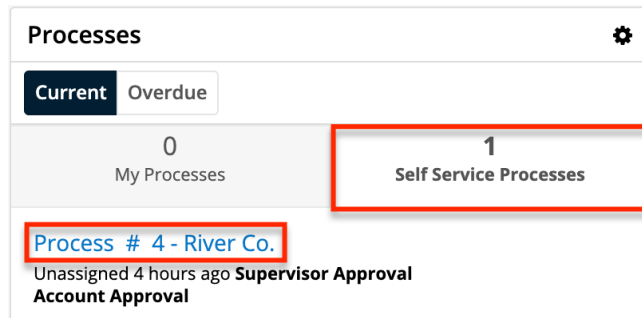 Processes
Current Overdue
0 1
My Processes Self Service Processes
Process # 4 - River Co.
Unassigned 4 hours ago Supervisor Approval
Account Approval